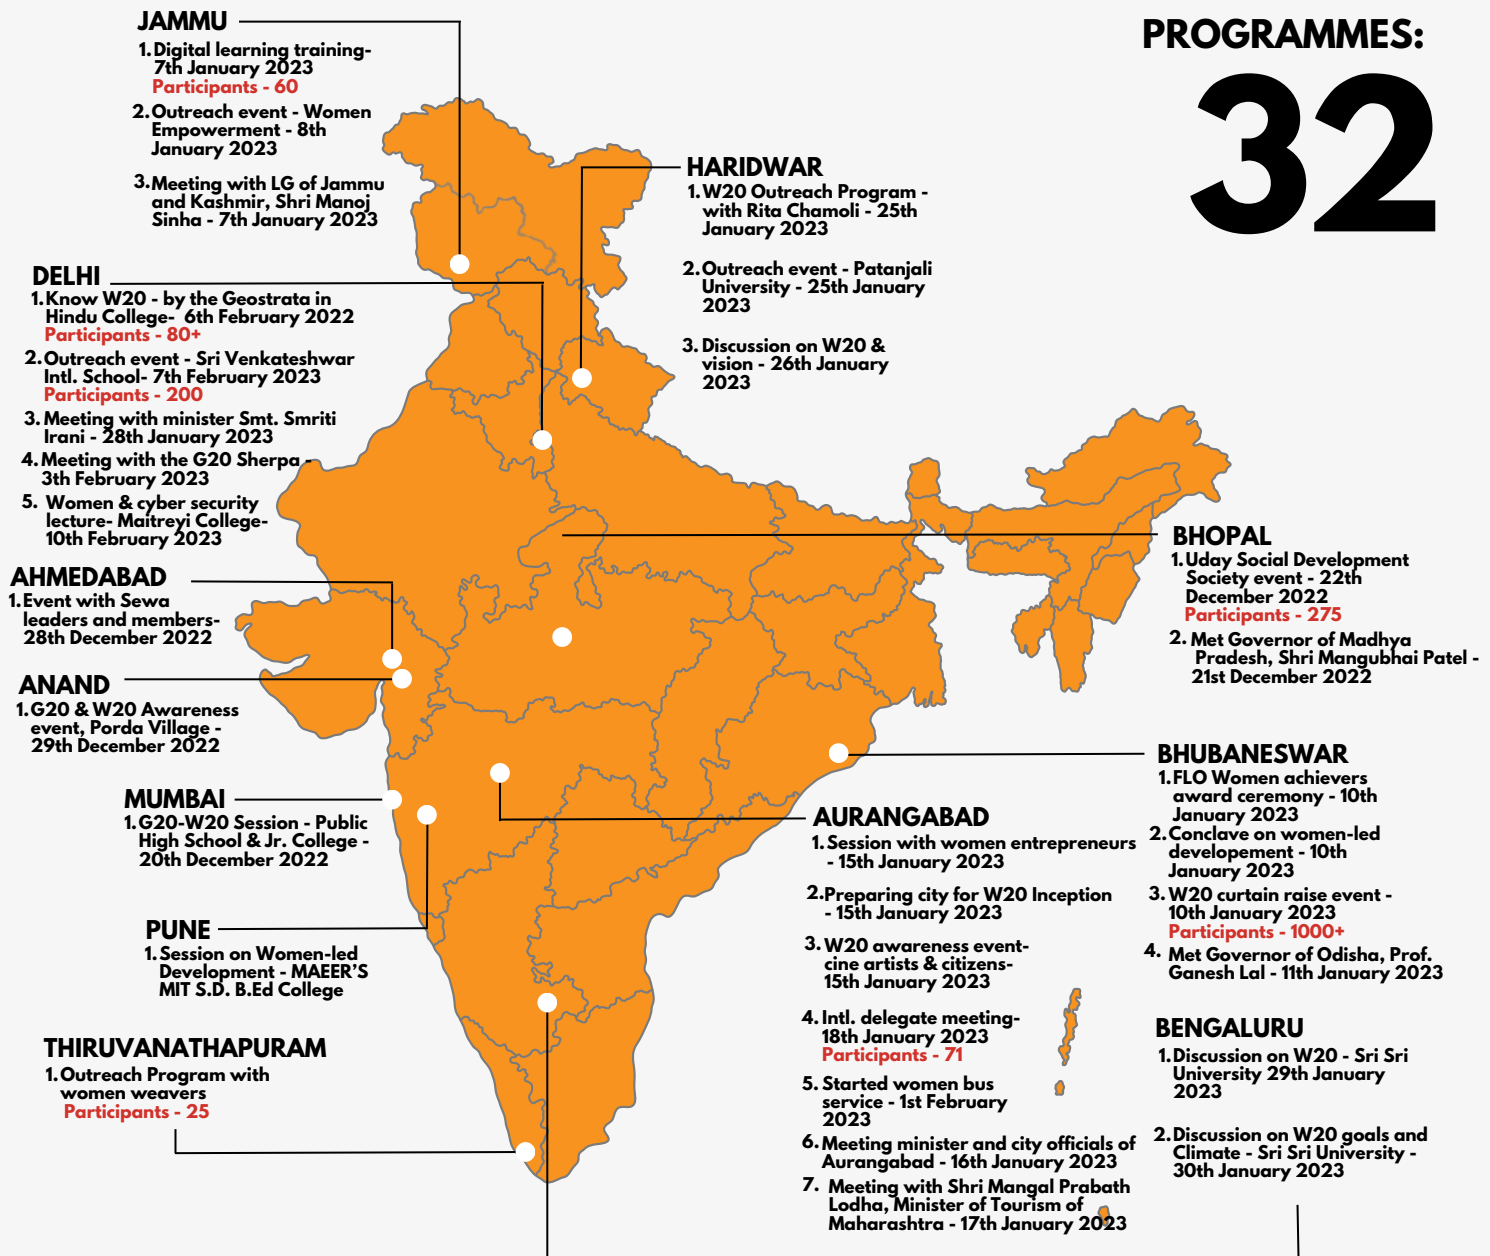 PROGRAMMES:
32
JAMMU
1. Digital learning training-
7th January 2023
Participants - 60
2. Outreach event - Women
Empowerment - 8th
January 2023
3. Meeting with LG of Jammu
and Kashmir, Shri Manoj
Sinha - 7th January 2023
HARIDWAR
1. W20 Outreach Program -
with Rita Chamoli - 25th
January 2023
2. Outreach event - Patanjali
University - 25th January
2023
3. Discussion on W20 &
vision - 26th January
2023
DELHI
1. Know W20 - by the Geostrata in
Hindu College- 6th February 2022
Participants - 80+
2. Outreach event - Sri Venkateshwar
Intl. School- 7th February 2023
Participants - 200
3. Meeting with minister Smt. Smriti
Irani - 28th January 2023
4. Meeting with the G20 Sherpa -
3th February 2023
5. Women & cyber security
lecture- Maitreyi College-
10th February 2023
BHOPAL
1. Uday Social Development
Society event - 22th
December 2022
Participants - 275
2. Met Governor of Madhya
Pradesh, Shri Mangubhai Patel -
21st December 2022
AHMEDABAD
1. Event with Sewa
leaders and members-
28th December 2022
ANAND
1. G20 & W20 Awareness
event, Porda Village -
29th December 2022
MUMBAI
1. G20-W20 Session - Public
High School & Jr. College -
20th December 2022
PUNE
1. Session on Women-led
Development - MAEER'S
MIT S.D. B.Ed College
THIRUVANATHAPURAM
1. Outreach Program with
women weavers
Participants - 25
AURANGABAD
1. Session with women entrepreneurs
- 15th January 2023
2. Preparing city for W20 Inception
- 15th January 2023
3. W20 awareness event-
cine artists & citizens-
15th January 2023
4. Intl. delegate meeting-
18th January 2023
Participants - 71
5. Started women bus
service - 1st February
2023
6. Meeting minister and city officials of
Aurangabad - 16th January 2023
7. Meeting with Shri Mangal Prabath
Lodha, Minister of Tourism of
Maharashtra - 17th January 2023
BHUBANESWAR
1. FLO Women achievers
award ceremony - 10th
January 2023
2. Conclave on women-led
developement - 10th
January 2023
3. W20 curtain raise event -
10th January 2023
Participants - 1000+
4. Met Governor of Odisha, Prof.
Ganesh Lal - 11th January 2023
BENGALURU
1. Discussion on W20 - Sri Sri
University 29th January
2023
2. Discussion on W20 goals and
Climate - Sri Sri University -
30th January 2023